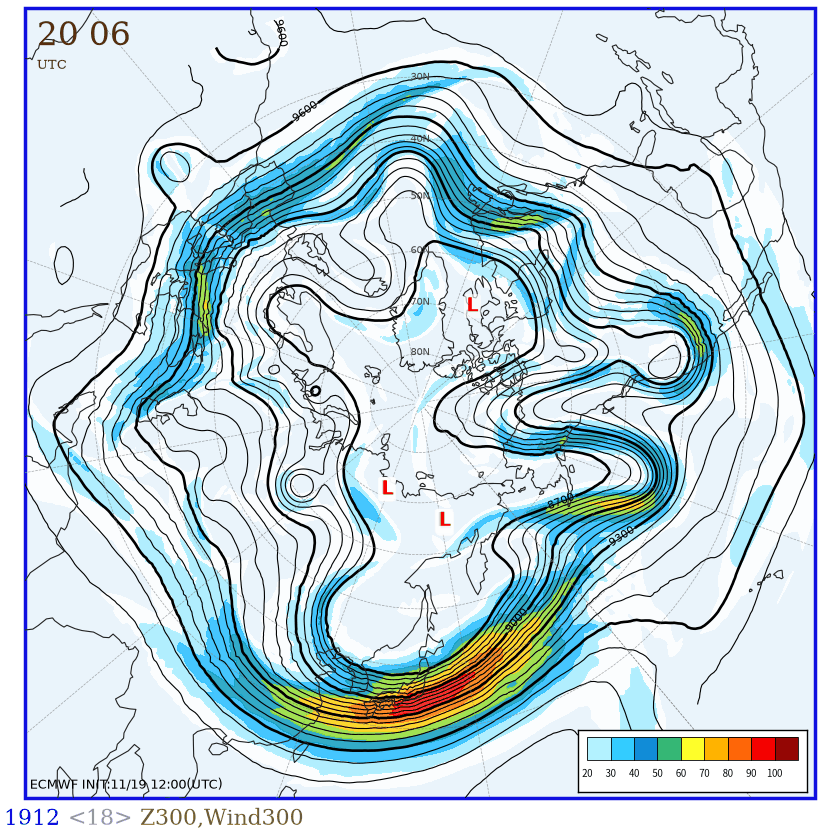 20 06
UTC
9600
9600
30N
40N
50N
60N
70N
80N
L
L
L
8700
9300
9000
20 30 40 50 60 70 80 90 100
ECMWF INIT:11/19 12:00(UTC)
1912 <18> Z300,Wind300